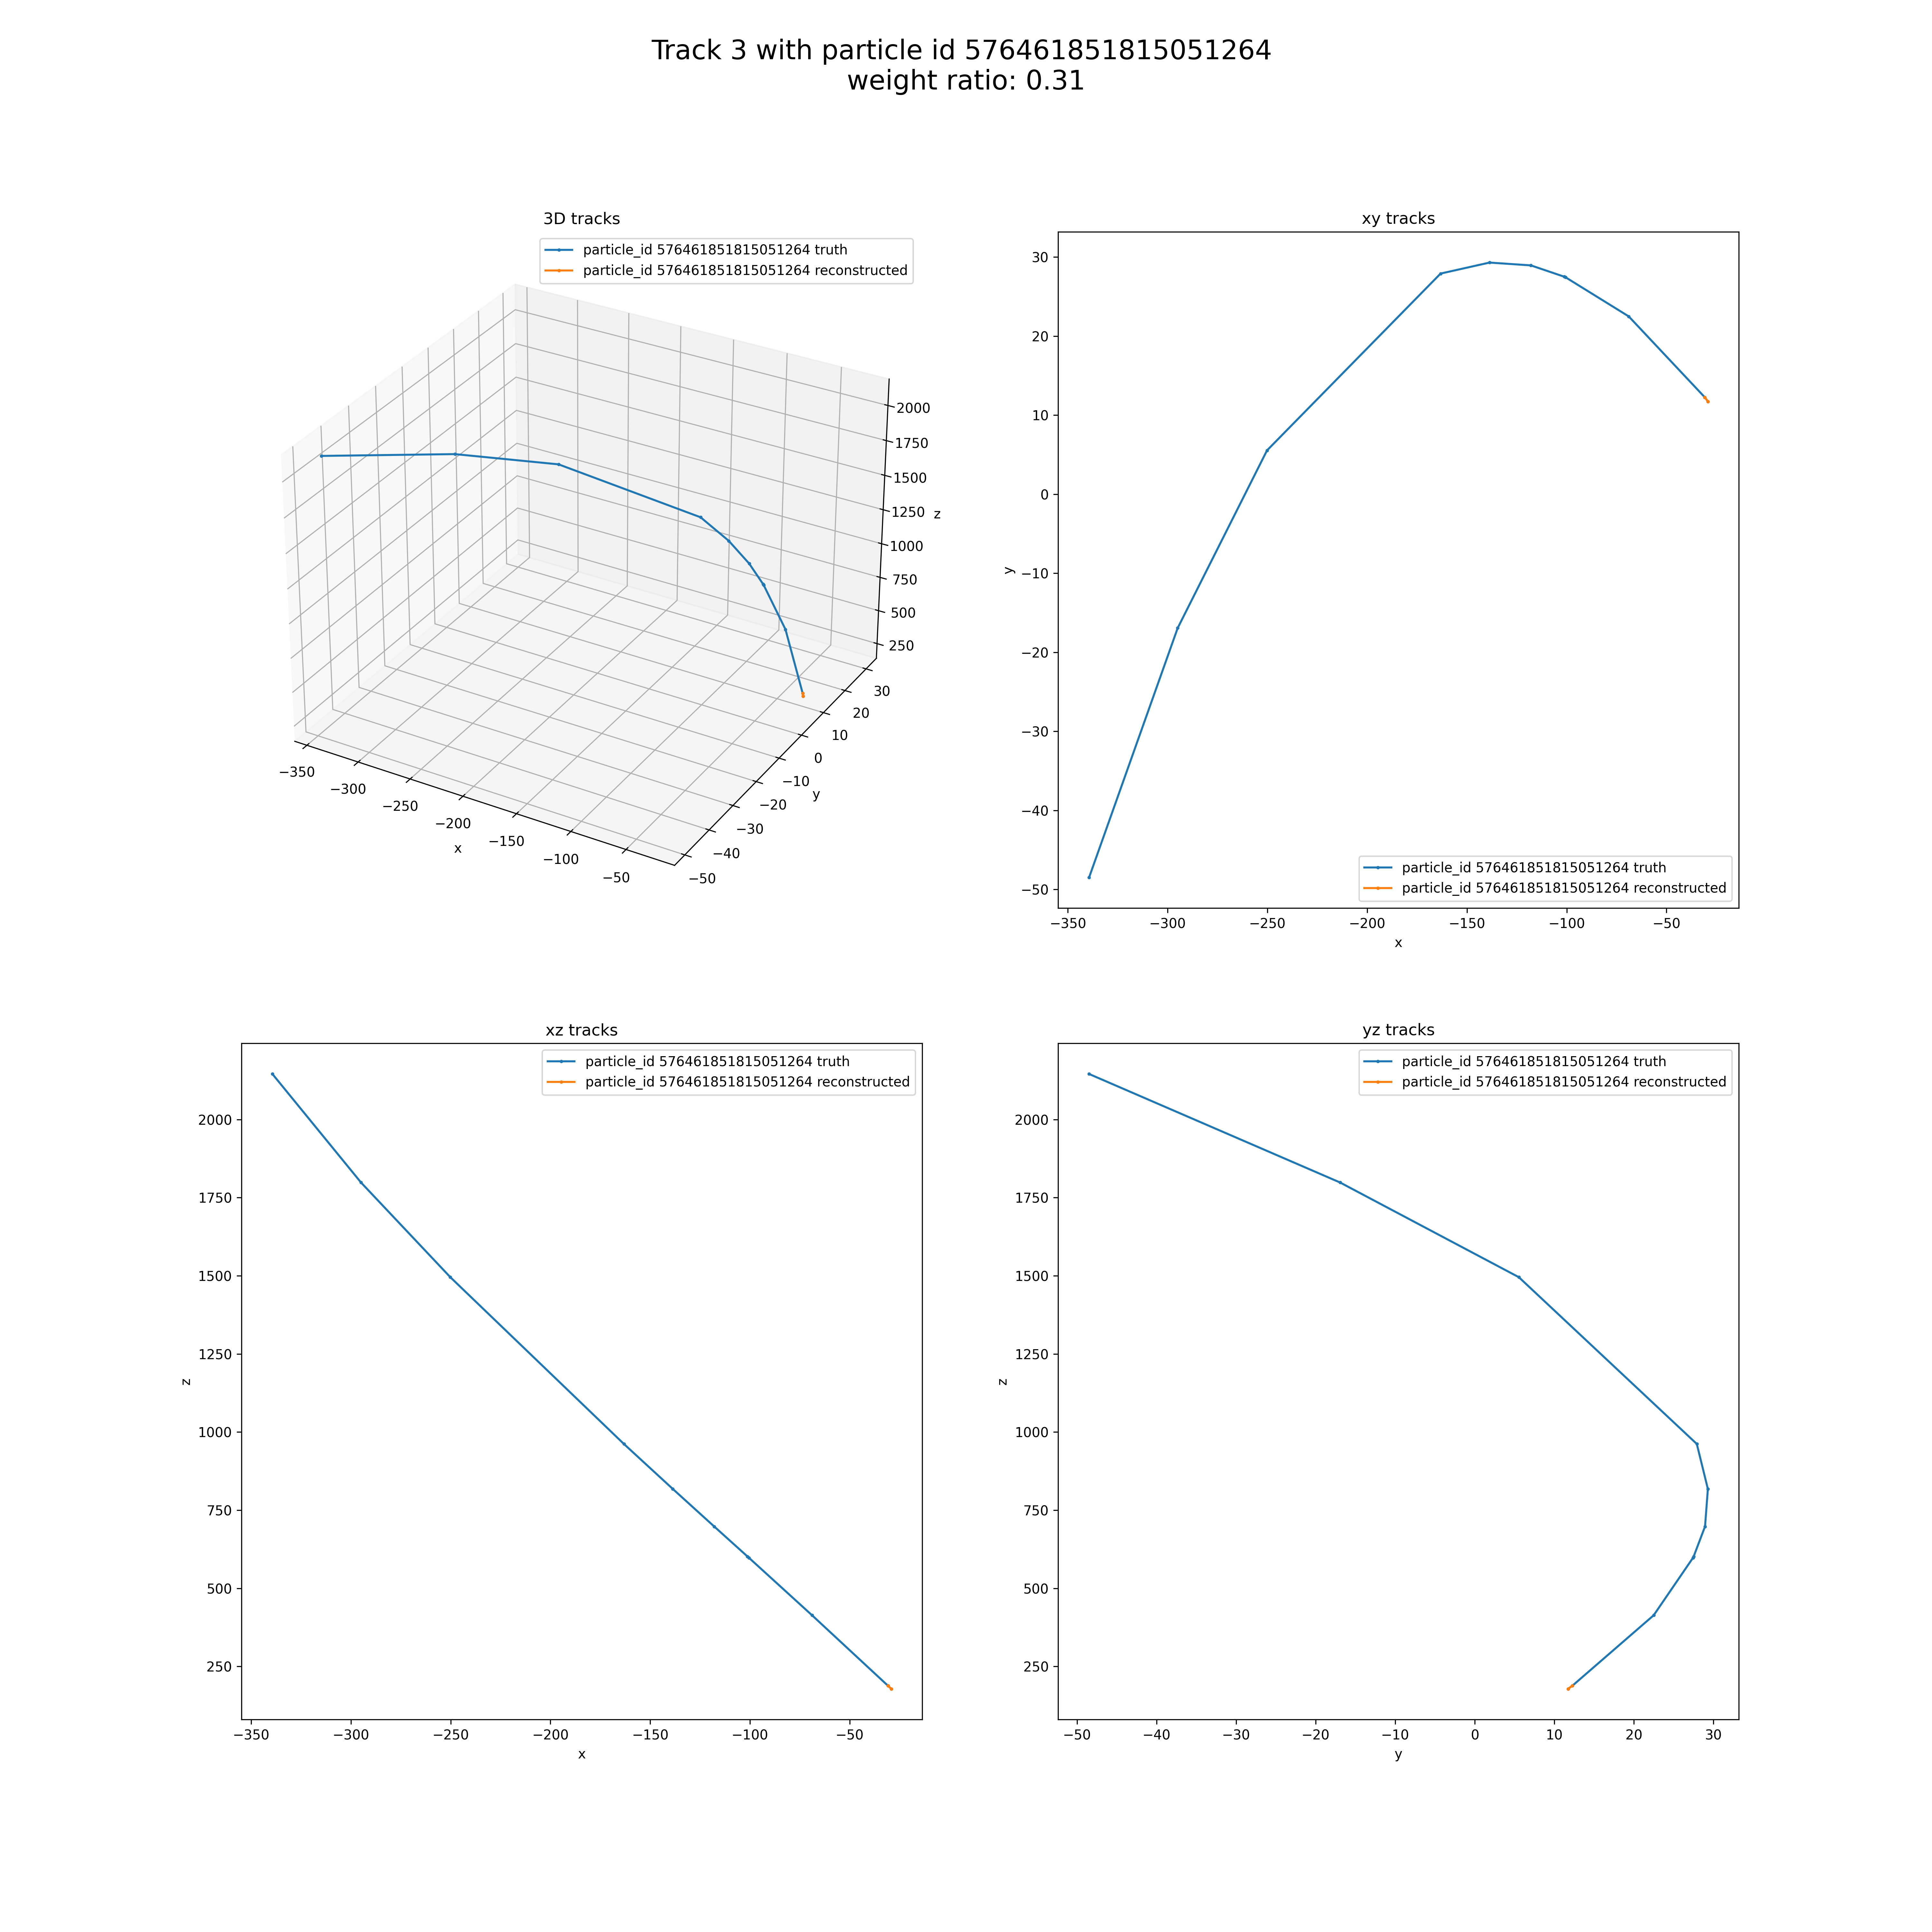 Track 3 with particle id 576461851815051264
weight ratio: 0.31
3D tracks
particle_id 576461851815051264 truth
particle_id 576461851815051264 reconstructed
2000
1750
1500
1250
1000
750
500
250
z
30
20
10
0
−10
−20
−30
−40
−50
y
−350
−300
−250
−200
−150
−100
−50
x
xy tracks
30
20
10
0
−10
−20
−30
−40
−50
y
particle_id 576461851815051264 truth
particle_id 576461851815051264 reconstructed
−350 −300 −250 −200 −150 −100 −50
x
xz tracks
particle_id 576461851815051264 truth
particle_id 576461851815051264 reconstructed
2000
1750
1500
1250
1000
750
500
250
z
−350 −300 −250 −200 −150 −100 −50
x
yz tracks
particle_id 576461851815051264 truth
particle_id 576461851815051264 reconstructed
2000
1750
1500
1250
1000
750
500
250
z
−50 −40 −30 −20 −10 0 10 20 30
y